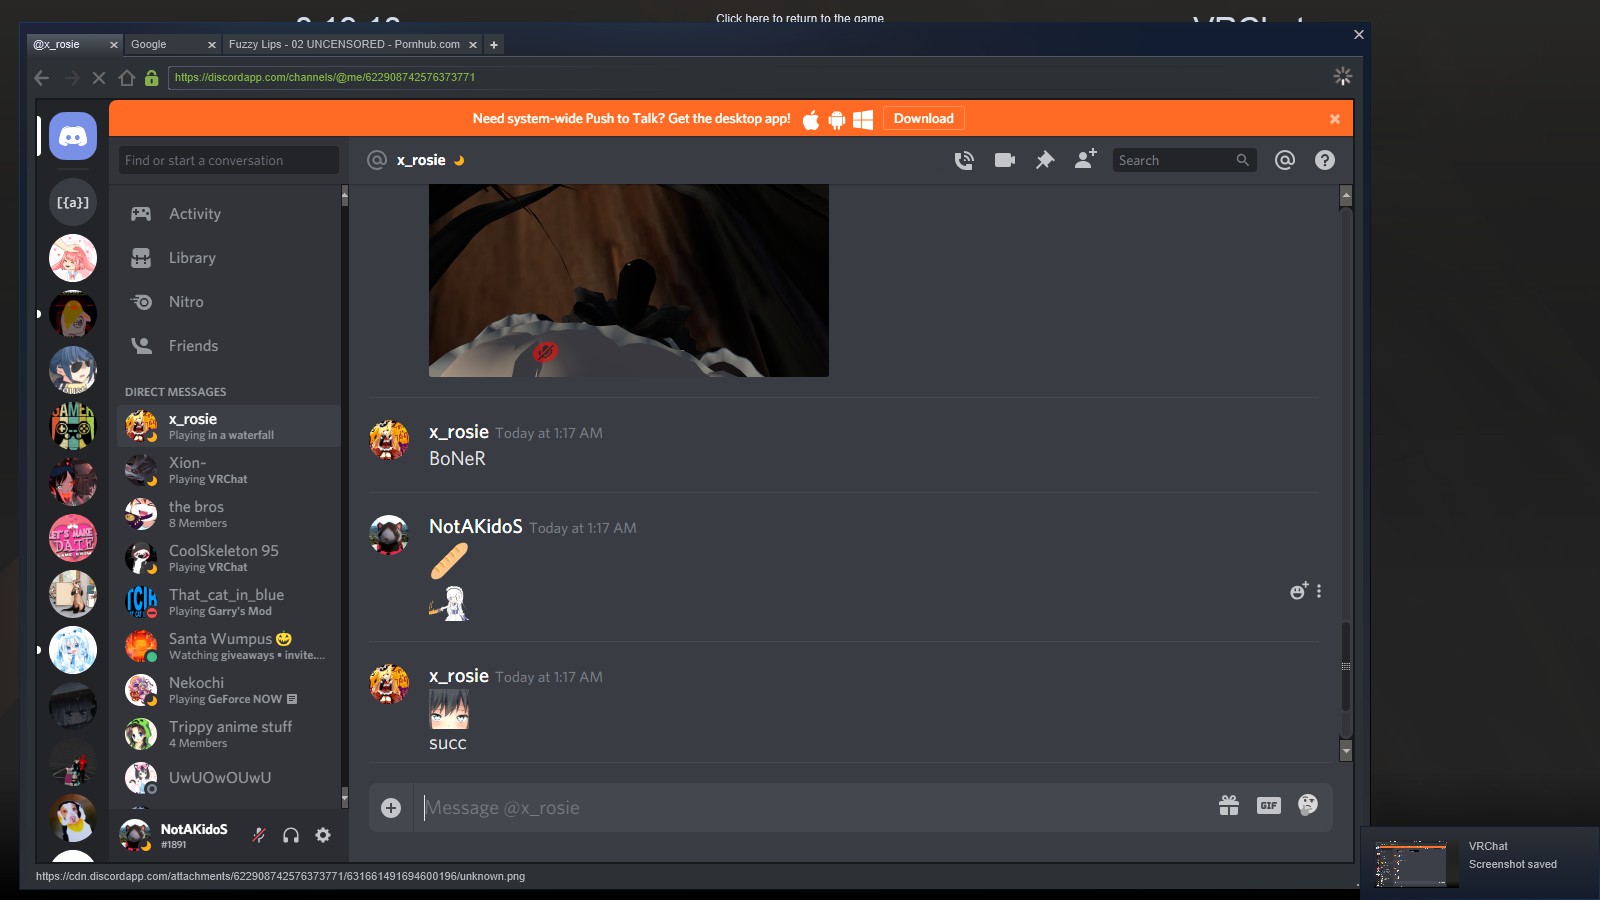 Click here to return to the game
VRChat
@x_rosie
Google
Fuzzy Lips - 02 UNCENSORED - Pornhub.com
https://discordapp.com/channels/@me/622908742576373771
Need system-wide Push to Talk? Get the desktop app!
Download
Find or start a conversation
x_rosie
Search
[{a}]
Activity
Library
Nitro
Friends
DIRECT MESSAGES
x_rosie
Playing in a waterfall
Xion-
Playing VRChat
the bros
8 Members
CoolSkeleton 95
Playing VRChat
That_cat_in_blue
Playing Garry's Mod
Santa Wumpus
Watching giveaways • invite....
Nekochi
Playing GeForce NOW
Trippy anime stuff
4 Members
UwUOwOUwU
NotAKidoS
#1891
GAMER
LET'S MAKE
DATE
x_rosie Today at 1:17 AM
BoNeR
NotAKidoS Today at 1:17 AM
x_rosie Today at 1:17 AM
succ
Message @x_rosie
GIF
https://cdn.discordapp.com/attachments/622908742576373771/631661491694600196/unknown.png
VRChat
Screenshot saved